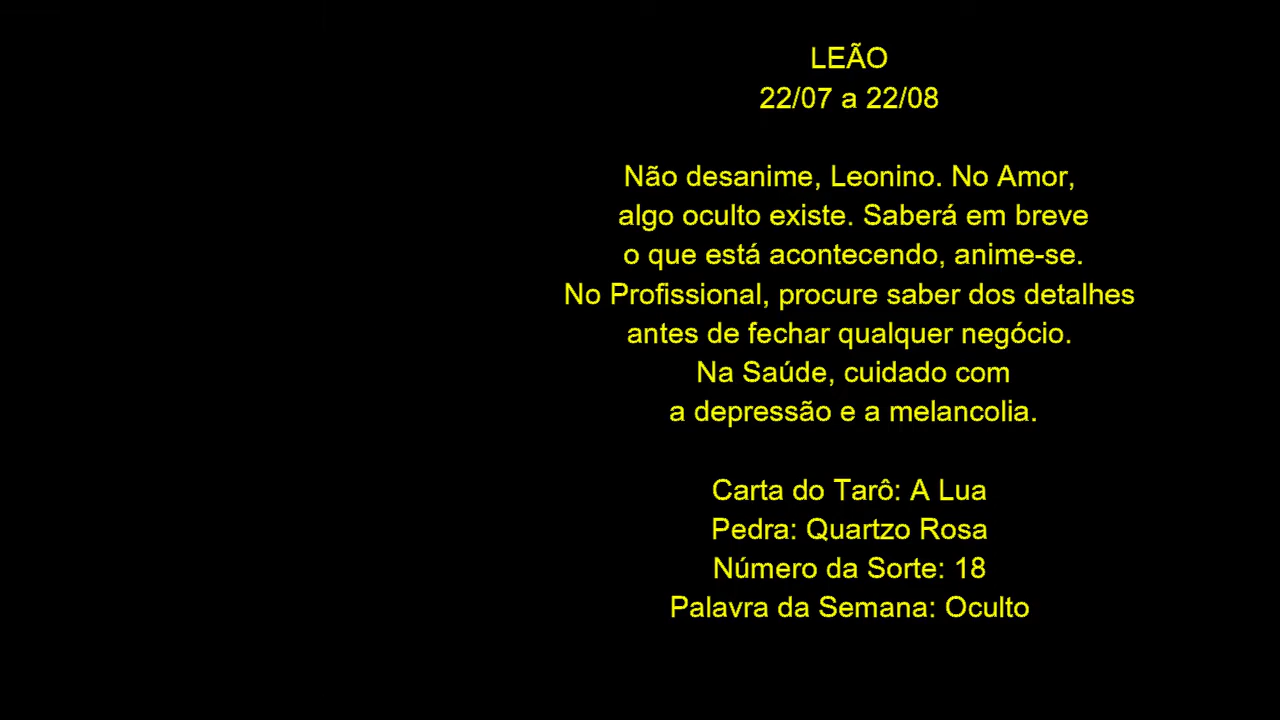 LEÃO
22/07 a 22/08
Não desanime, Leonino. No Amor,
algo oculto existe. Saberá em breve
o que está acontecendo, anime-se.
No Profissional, procure saber dos detalhes
antes de fechar qualquer negócio.
Na Saúde, cuidado com
a depressão e a melancolia.
Carta do Tarô: A Lua
Pedra: Quartzo Rosa
Número da Sorte: 18
Palavra da Semana: Oculto